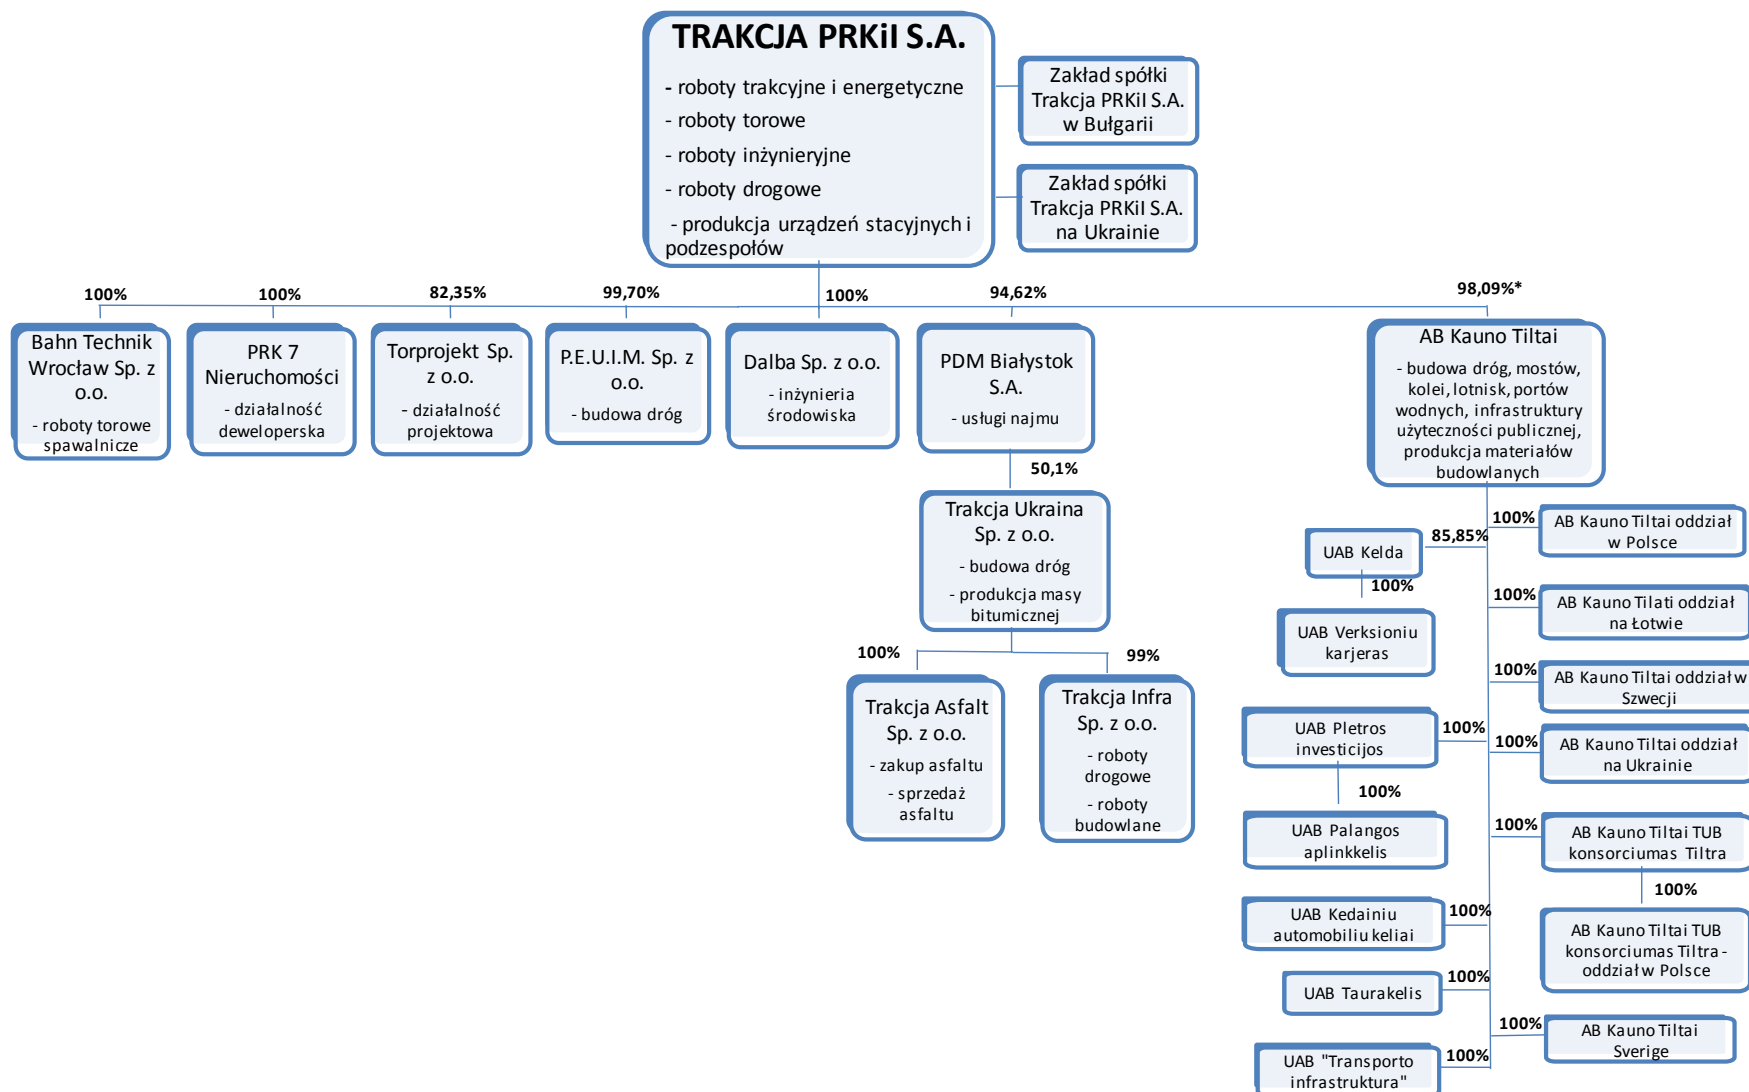 TRAKCJA PRKiI S.A.
- roboty trakcyjne i energetyczne
- roboty torowe
- roboty inżynieryjne
- roboty drogowe
- produkcja urządzeń stacyjnych i
podzespołów
Zakład spółki
Trakcja PRKiI S.A.
w Bułgarii
Zakład spółki
Trakcja PRKiI S.A.
na Ukrainie
100%
100%
82,35%
99,70%
100%
94,62%
98,09%*
Bahn Technik
Wrocław Sp. z
o.o.
- roboty torowe
spawalnicze
PRK 7
Nieruchomości
- działalność
deweloperska
Torprojekt Sp.
z o.o.
- działalność
projektowa
P.E.U.I.M. Sp. z
o.o.
- budowa dróg
Dalba Sp. z o.o.
- inżynieria
środowiska
PDM Białystok
S.A.
- usługi najmu
AB Kauno Tiltai
- budowa dróg, mostów,
kolei, lotnisk, portów
wodnych, infrastruktury
użyteczności publicznej,
produkcja materiałów
budowlanych
50,1%
Trakcja Ukraina
Sp. z o.o.
- budowa dróg
- produkcja masy
bitumicznej
100%
99%
Trakcja Asfalt
Sp. z o.o.
- zakup asfaltu
- sprzedaż
asfaltu
Trakcja Infra
Sp. z o.o.
- roboty
drogowe
- roboty
budowlane
85,85%
UAB Kelda
100%
UAB Verksioniu
karjeras
UAB Pletros
investicijos
100%
100%
UAB Palangos
aplinkkelis
UAB Kedainiu
automobiliu keliai
100%
UAB Taurakelis
100%
UAB "Transporto
infrastruktura"
100%
100%
AB Kauno Tiltai oddział
w Polsce
100%
AB Kauno Tilati oddział
na Łotwie
100%
AB Kauno Tiltai oddział w
Szwecji
100%
AB Kauno Tiltai oddział
na Ukrainie
100%
AB Kauno Tiltai TUB
konsorciumas Tiltra
100%
AB Kauno Tiltai TUB
konsorciumas Tiltra -
oddział w Polsce
100%
AB Kauno Tiltai
Sverige